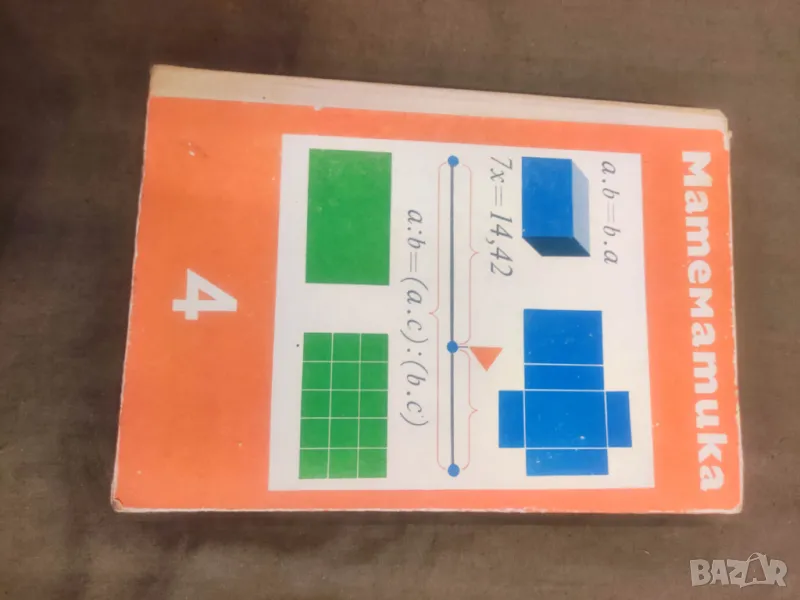 Математика
a.b=b.a
7x=14,42
a:b=(a.c):(b.c)
4
BAZAR